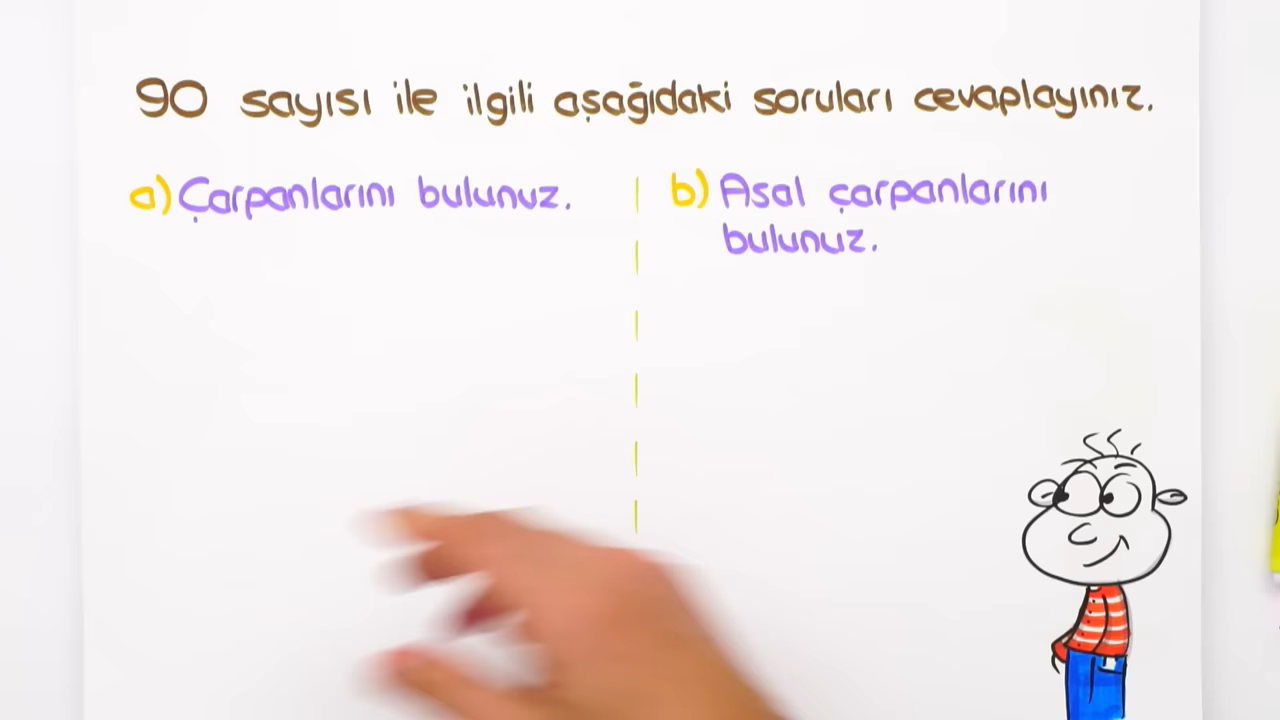 90 sayısı ile ilgili aşağıdaki soruları cevaplayınız.
a) Çarpanlarını bulunuz.
b) Asal çarpanlarını
bulunuz.